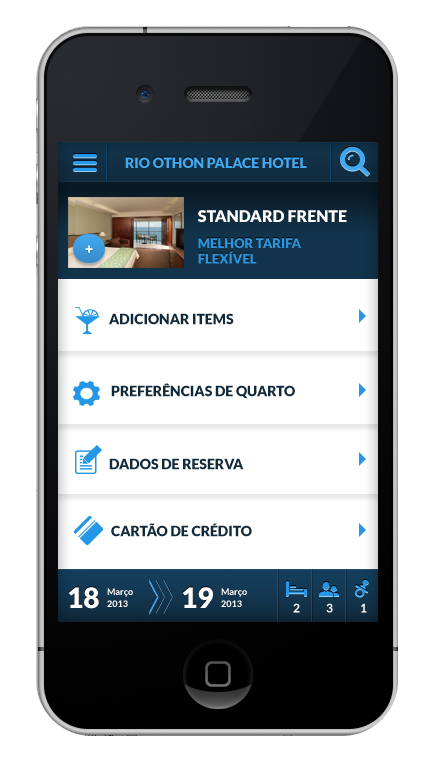 RIO OTHON PALACE HOTEL
STANDARD FRENTE
MELHOR TARIFA
FLEXÍVEL
ADICIONAR ITEMS
PREFERÊNCIAS DE QUARTO
DADOS DE RESERVA
CARTÃO DE CRÉDITO
18 Março 2013
19 Março 2013
2 3 1